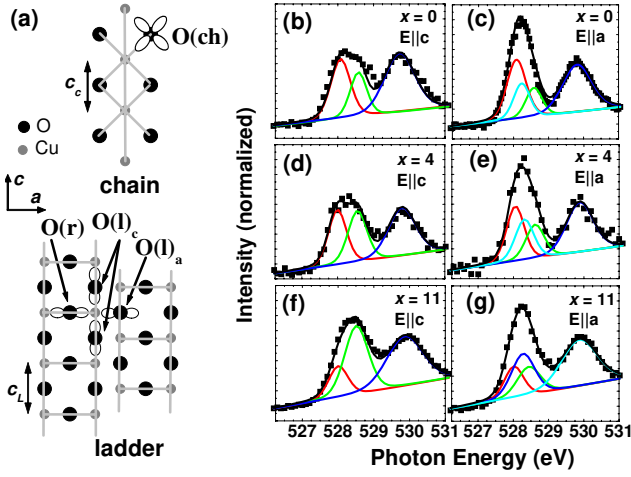 (a)
O(ch)
c_c
O
Cu
chain
c
a
O(r)
O(l)_c
O(l)_a
c_L
ladder
Intensity (normalized)
(b) x = 0
E||c
(c) x = 0
E||a
(d) x = 4
E||c
(e) x = 4
E||a
(f) x = 11
E||c
(g) x = 11
E||a
527 528 529 530 531 527 528 529 530 531
Photon Energy (eV)